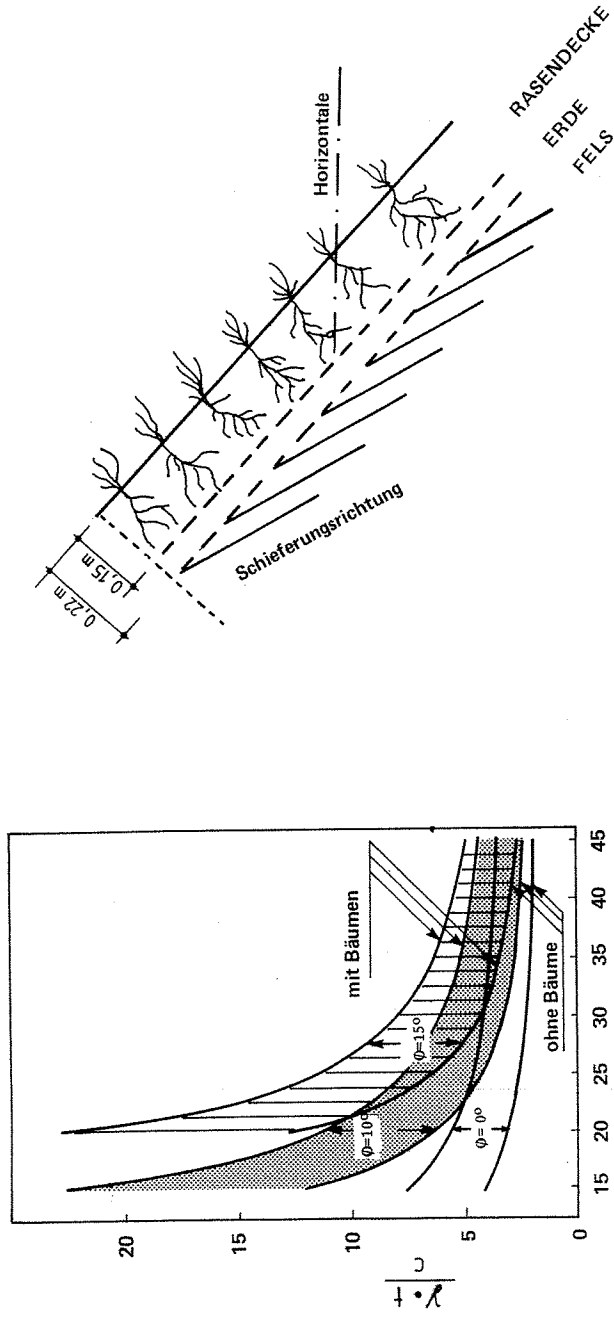 0,22 m
0,15 m
Horizontale
RASENDECKE
ERDE
FELS
Schieferungsrichtung
γ • t
c
20
15
10
5
0
mit Bäumen
φ=15°
φ=10°
φ=0°
ohne Bäume
15
20
25
30
35
40
45